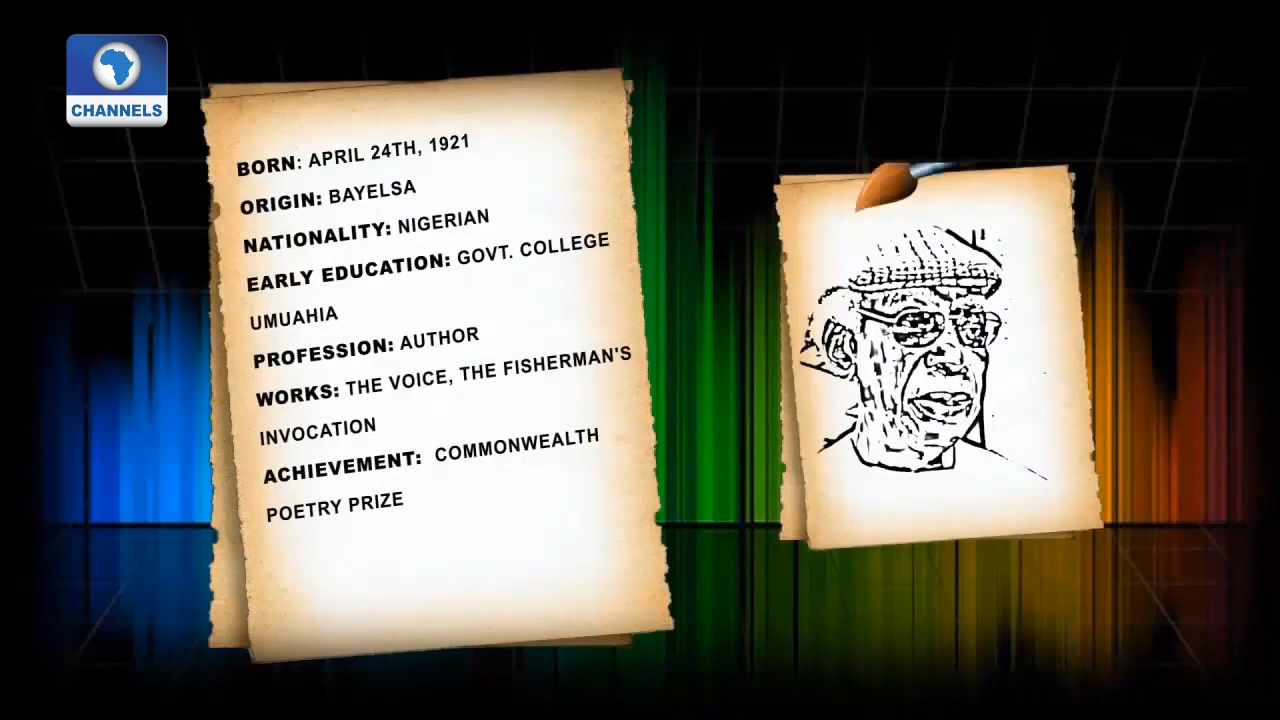 CHANNELS
BORN: APRIL 24TH, 1921
ORIGIN: BAYELSA
NATIONALITY: NIGERIAN
EARLY EDUCATION: GOVT. COLLEGE
UMUAHIA
PROFESSION: AUTHOR
WORKS: THE VOICE, THE FISHERMAN'S
INVOCATION
ACHIEVEMENT: COMMONWEALTH
POETRY PRIZE